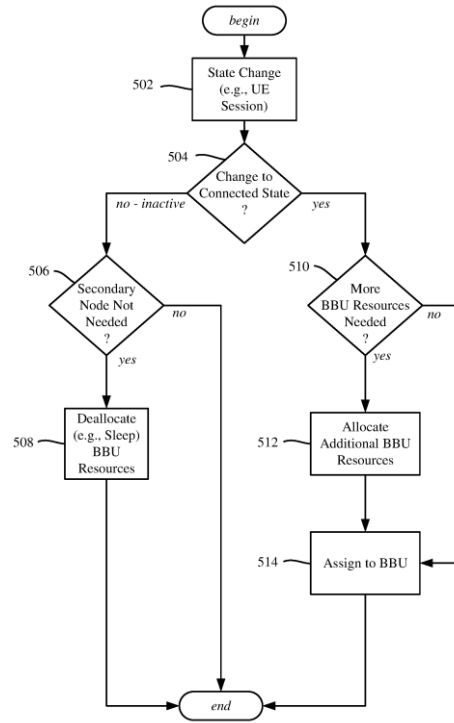 begin
502
State Change
(e.g., UE
Session)
504
Change to
Connected State
?
no - inactive
yes
506
Secondary
Node Not
Needed
?
no
yes
510
More
BBU Resources
Needed
?
no
yes
508
Deallocate
(e.g., Sleep)
BBU
Resources
512
Allocate
Additional BBU
Resources
514
Assign to BBU
end